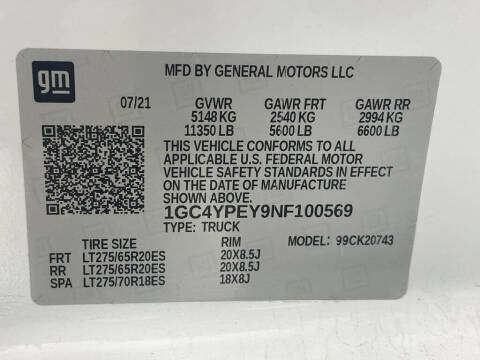 gm
MFD BY GENERAL MOTORS LLC
07/21 GVWR GAWR FRT GAWR RR
5148 KG 2540 KG 2994 KG
11350 LB 5600 LB 6600 LB
THIS VEHICLE CONFORMS TO ALL
APPLICABLE U.S. FEDERAL MOTOR
VEHICLE SAFETY STANDARDS IN EFFECT
ON THE DATE OF MANUFACTURE
SHOWN ABOVE.
1GC4YPEY9NF100569
TYPE: TRUCK
TIRE SIZE RIM MODEL: 99CK20743
FRT LT275/65R20ES 20X8.5J
RR LT275/65R20ES 20X8.5J
SPA LT275/70R18ES 18X8J